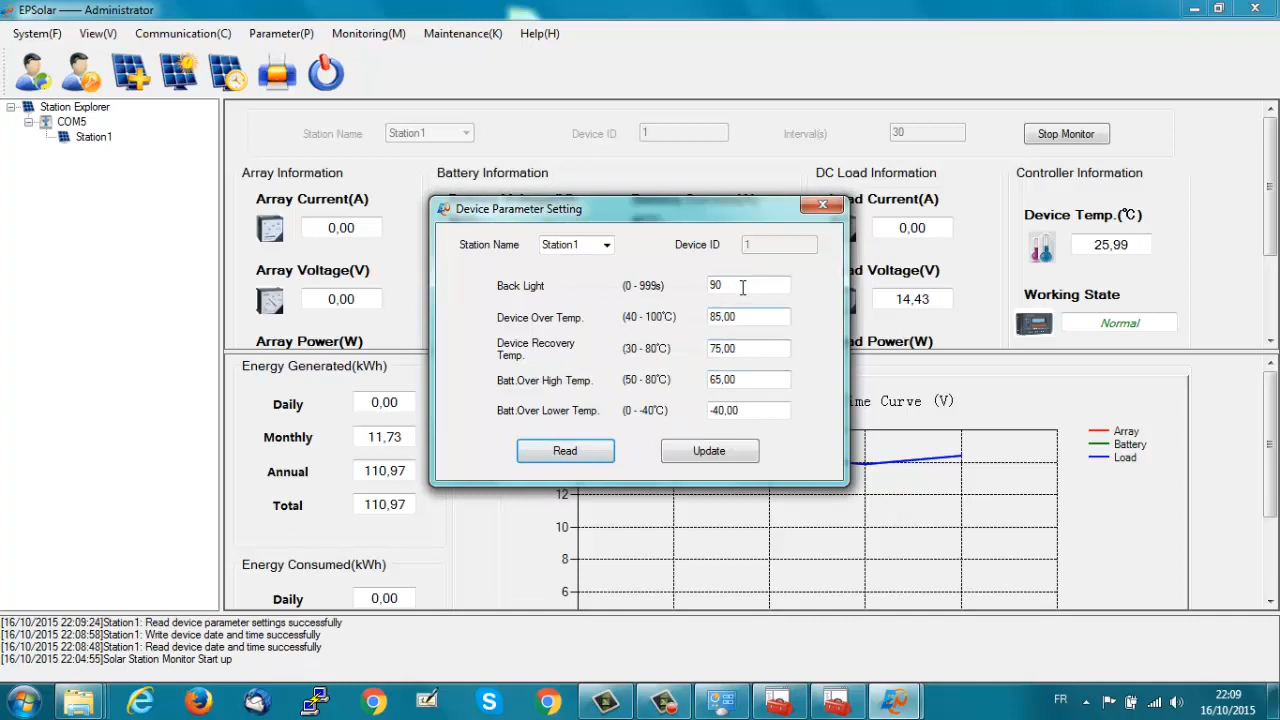 EPSolar —— Administrator
System(F) View(V) Communication(C) Parameter(P) Monitoring(M) Maintenance(K) Help(H)
Station Explorer
COM5
Station1
Station Name Station1 Device ID 1 Interval(s) 30 Stop Monitor
Array Information Battery Information DC Load Information Controller Information
Array Current(A) 0,00
Array Voltage(V) 0,00
Array Power(W)
Current(A) 0,00
Voltage(V) 14,43
Power(W)
Device Temp.(℃) 25,99
Working State
Normal
Device Parameter Setting
Station Name Station1 Device ID 1
Back Light (0 - 999s) 90
Device Over Temp. (40 - 100℃) 85,00
Device Recovery
Temp. (30 - 80℃) 75,00
Batt.Over High Temp. (50 - 80℃) 65,00
Batt.Over Lower Temp. (0 - -40℃) -40,00
Read Update
Energy Generated(kWh)
Daily 0,00
Monthly 11,73
Annual 110,97
Total 110,97
Energy Consumed(kWh)
Daily 0,00
Time Curve (V)
Array
Battery
Load
12
10
8
6
[16/10/2015 22:09:24]Station1: Read device parameter settings successfully
[16/10/2015 22:08:58]Station1: Write device date and time successfully
[16/10/2015 22:08:48]Station1: Read device date and time successfully
[16/10/2015 22:04:55]Solar Station Monitor Start up
FR 22:09
16/10/2015